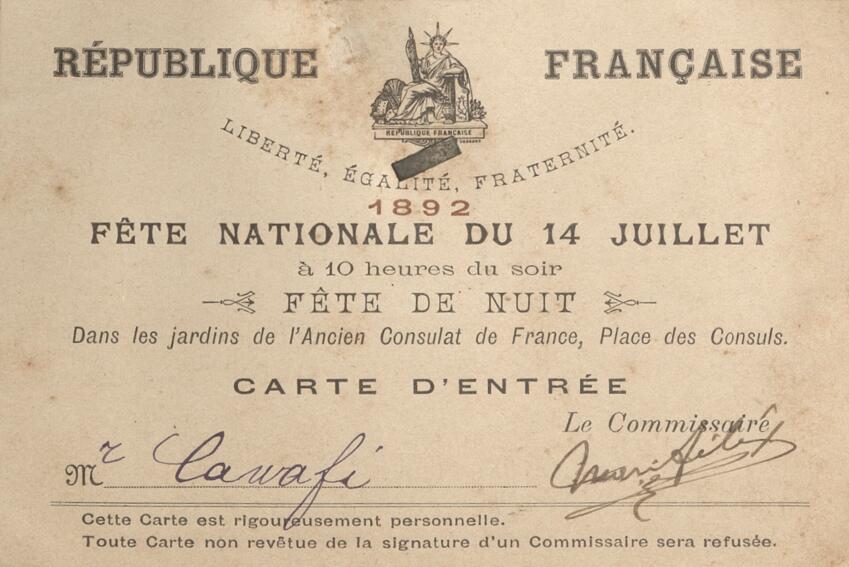 RÉPUBLIQUE FRANÇAISE
REPUBLIQUE FRANÇAISE
LIBERTÉ, ÉGALITÉ, FRATERNITÉ.
1892
FÊTE NATIONALE DU 14 JUILLET
à 10 heures du soir
FÊTE DE NUIT
Dans les jardins de l'Ancien Consulat de France, Place des Consuls.
CARTE D'ENTRÉE
Le Commissaire
Mr Cavafi
Cette Carte est rigoureusement personnelle.
Toute Carte non revêtue de la signature d'un Commissaire sera refusée.